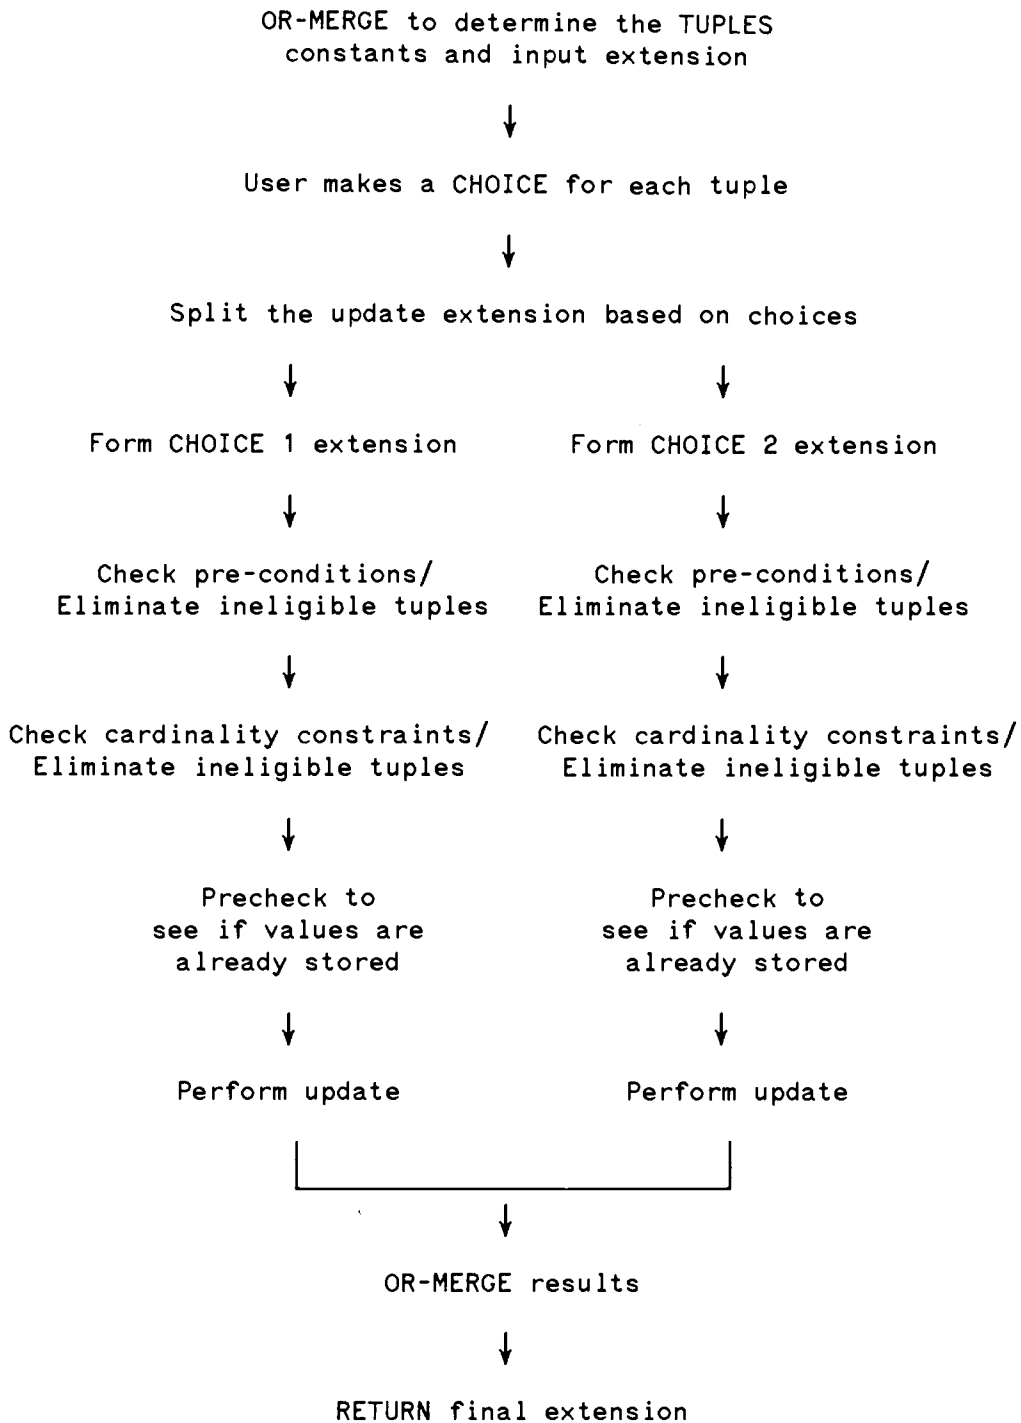 OR-MERGE to determine the TUPLES
constants and input extension
User makes a CHOICE for each tuple
Split the update extension based on choices
Form CHOICE 1 extension
Form CHOICE 2 extension
Check pre-conditions/
Eliminate ineligible tuples
Check pre-conditions/
Eliminate ineligible tuples
Check cardinality constraints/
Eliminate ineligible tuples
Check cardinality constraints/
Eliminate ineligible tuples
Precheck to
see if values are
already stored
Precheck to
see if values are
already stored
Perform update
Perform update
OR-MERGE results
RETURN final extension